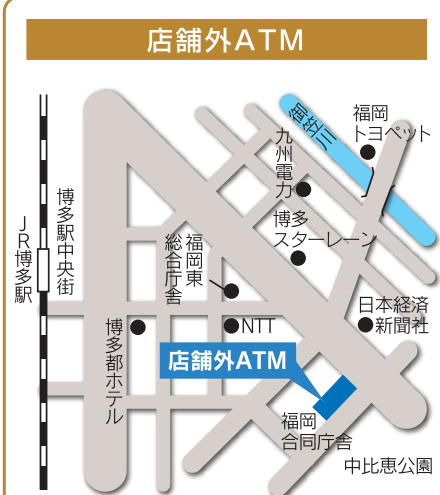 店舗外ATM
御笠川
福岡
トヨペット
九州電力
博多
スターレーン
博多駅中央街
JR博多駅
福岡東
総合庁舎
日本経済
新聞社
NTT
博多都ホテル
店舗外ATM
福岡
合同庁舎
中比恵公園